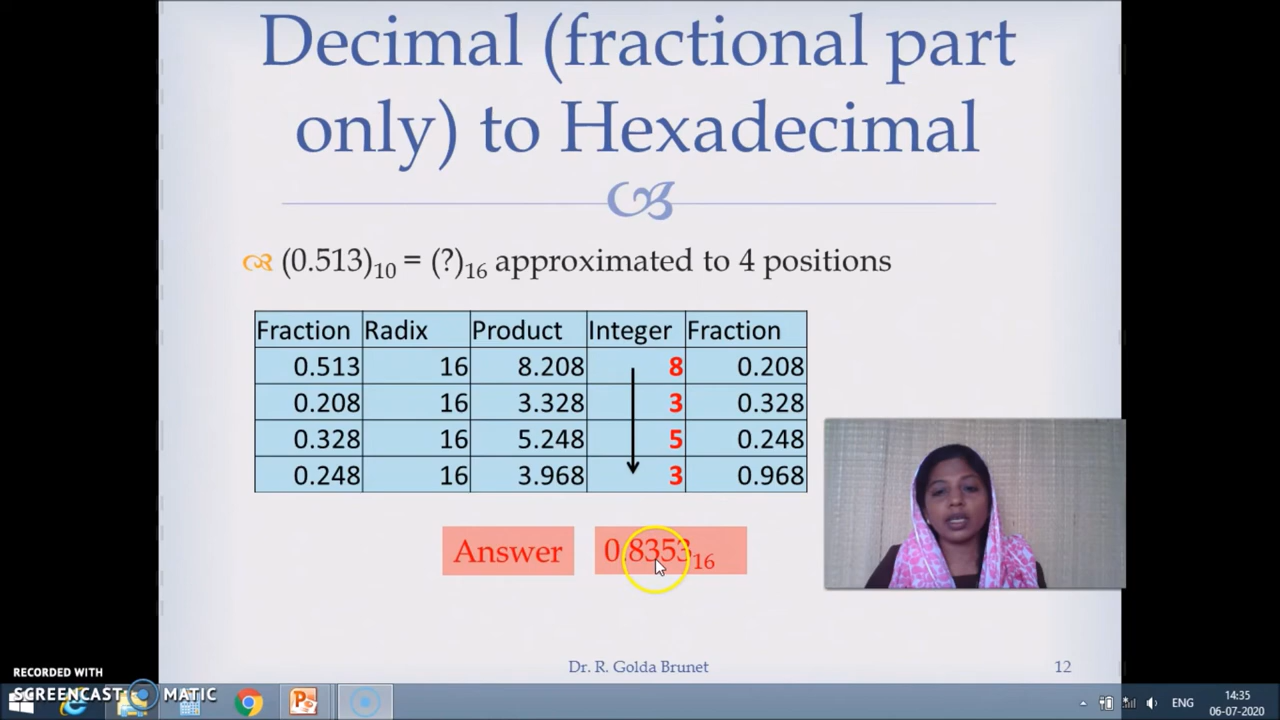 Decimal (fractional part
only) to Hexadecimal
(0.513)10 = (?)16 approximated to 4 positions
Fraction Radix Product Integer Fraction
0.513 16 8.208 8 0.208
0.208 16 3.328 3 0.328
0.328 16 5.248 5 0.248
0.248 16 3.968 3 0.968
Answer 0.835316
Dr. R. Golda Brunet 12
RECORDED WITH
SCREENCAST MATIC
ENG
14:35
06-07-2020